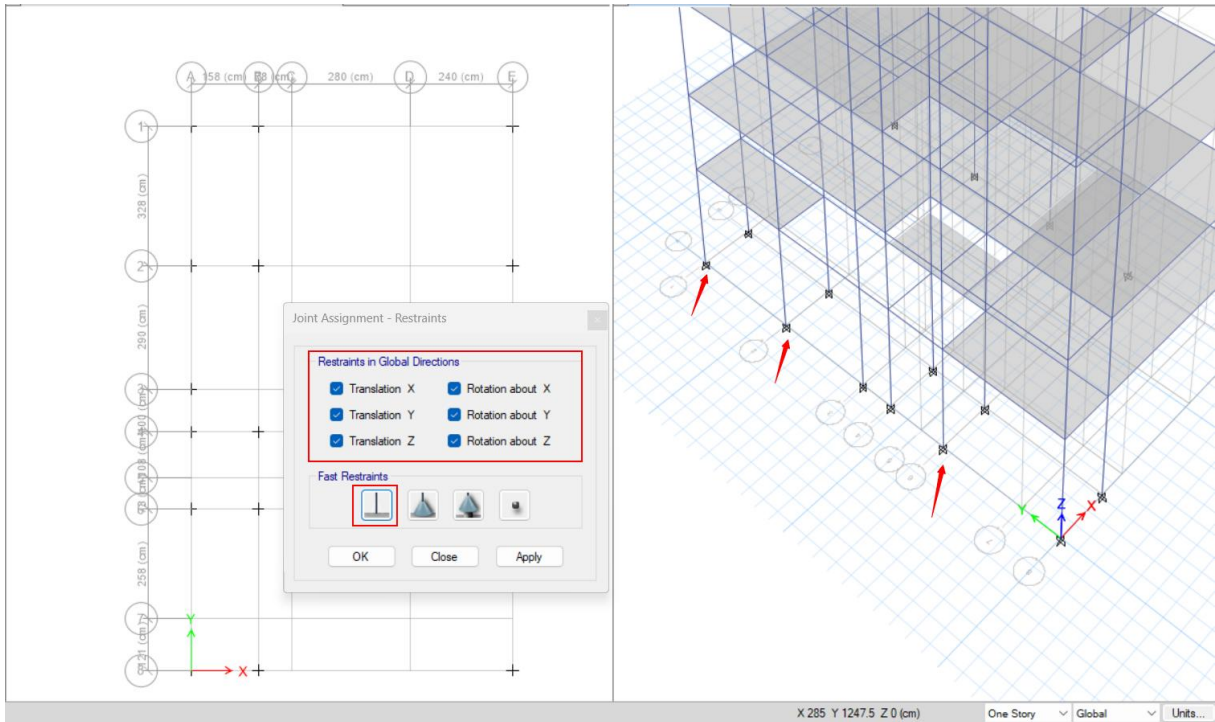 A 158 (cm) C 280 (cm) D 240 (cm) E
1
328 (cm)
2
290 (cm)
258 (cm)
Y
X
Joint Assignment - Restraints
Restraints in Global Directions
Translation X Rotation about X
Translation Y Rotation about Y
Translation Z Rotation about Z
Fast Restraints
OK Close Apply
Z
Y X
X 285 Y 1247.5 Z 0 (cm) One Story Global Units...